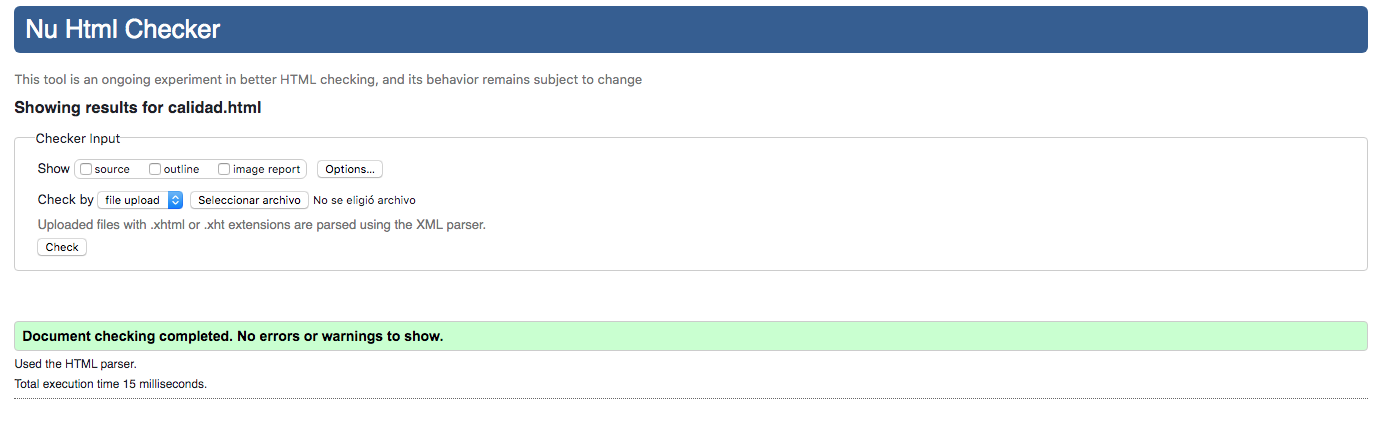 Nu Html Checker
This tool is an ongoing experiment in better HTML checking, and its behavior remains subject to change
Showing results for calidad.html
Checker Input
Show source outline image report Options...
Check by file upload Seleccionar archivo No se eligió archivo
Uploaded files with .xhtml or .xht extensions are parsed using the XML parser.
Check
Document checking completed. No errors or warnings to show.
Used the HTML parser.
Total execution time 15 milliseconds.